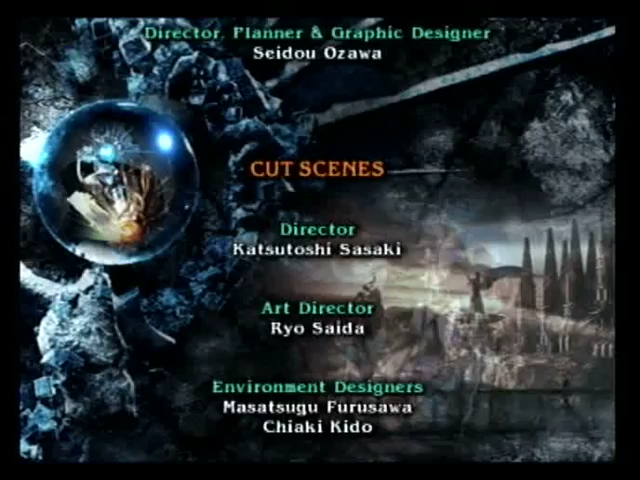 Director, Planner & Graphic Designer
Seidou Ozawa
CUT SCENES
Director
Katsutoshi Sasaki
Art Director
Ryo Saida
Environment Designers
Masatsugu Furusawa
Chiaki Kido